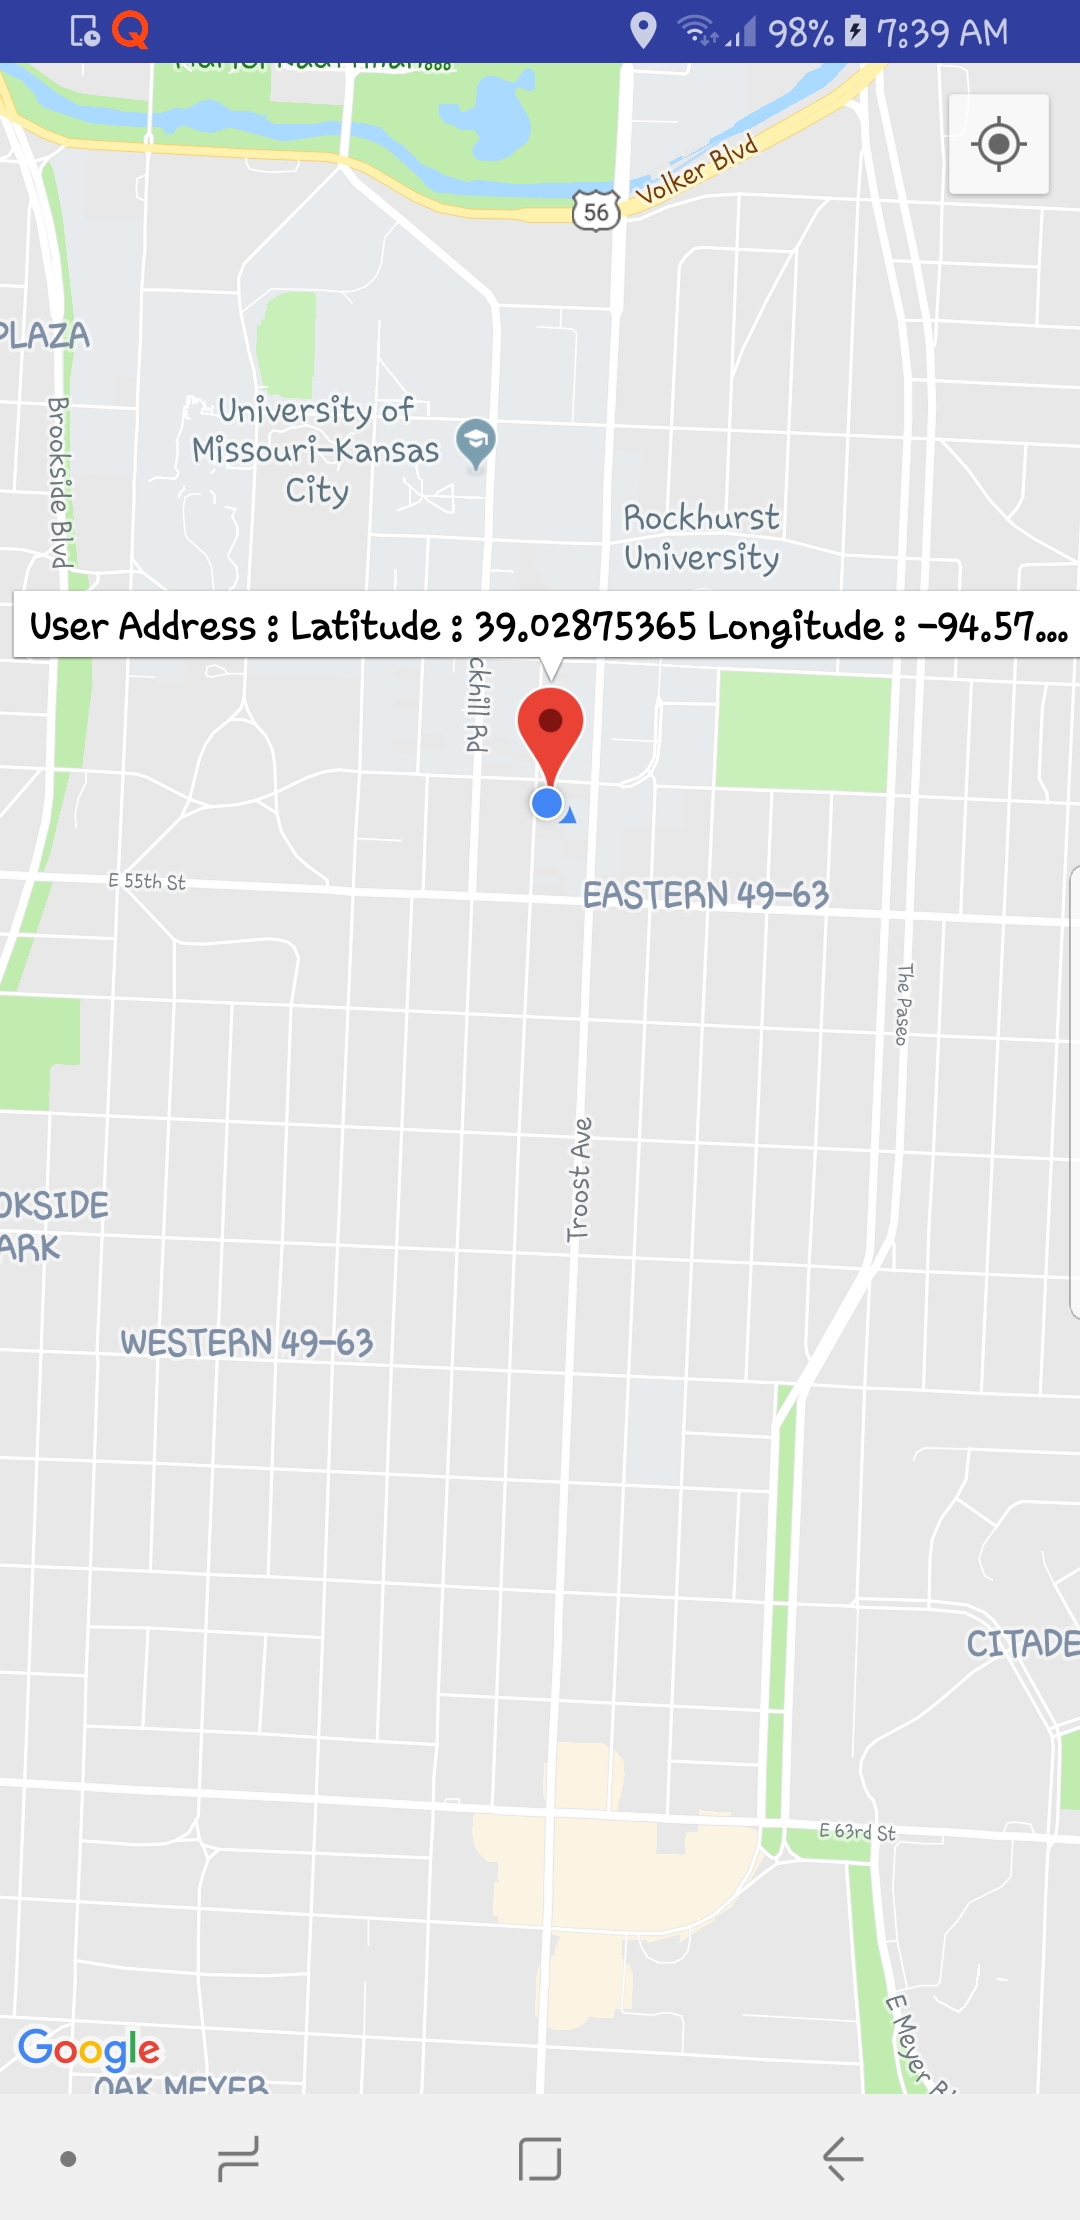 98% 7:39 AM
Volker Blvd
56
PLAZA
Brookside Blvd
University of
Missouri-Kansas
City
Rockhurst
University
User Address : Latitude : 39.02875365 Longitude : -94.57...
ckhill Rd
E 55th St
EASTERN 49-63
The Paseo
Troost Ave
OKSIDE
ARK
WESTERN 49-63
CITADE
E 63rd St
E Meyer
Google
OAK MEYER